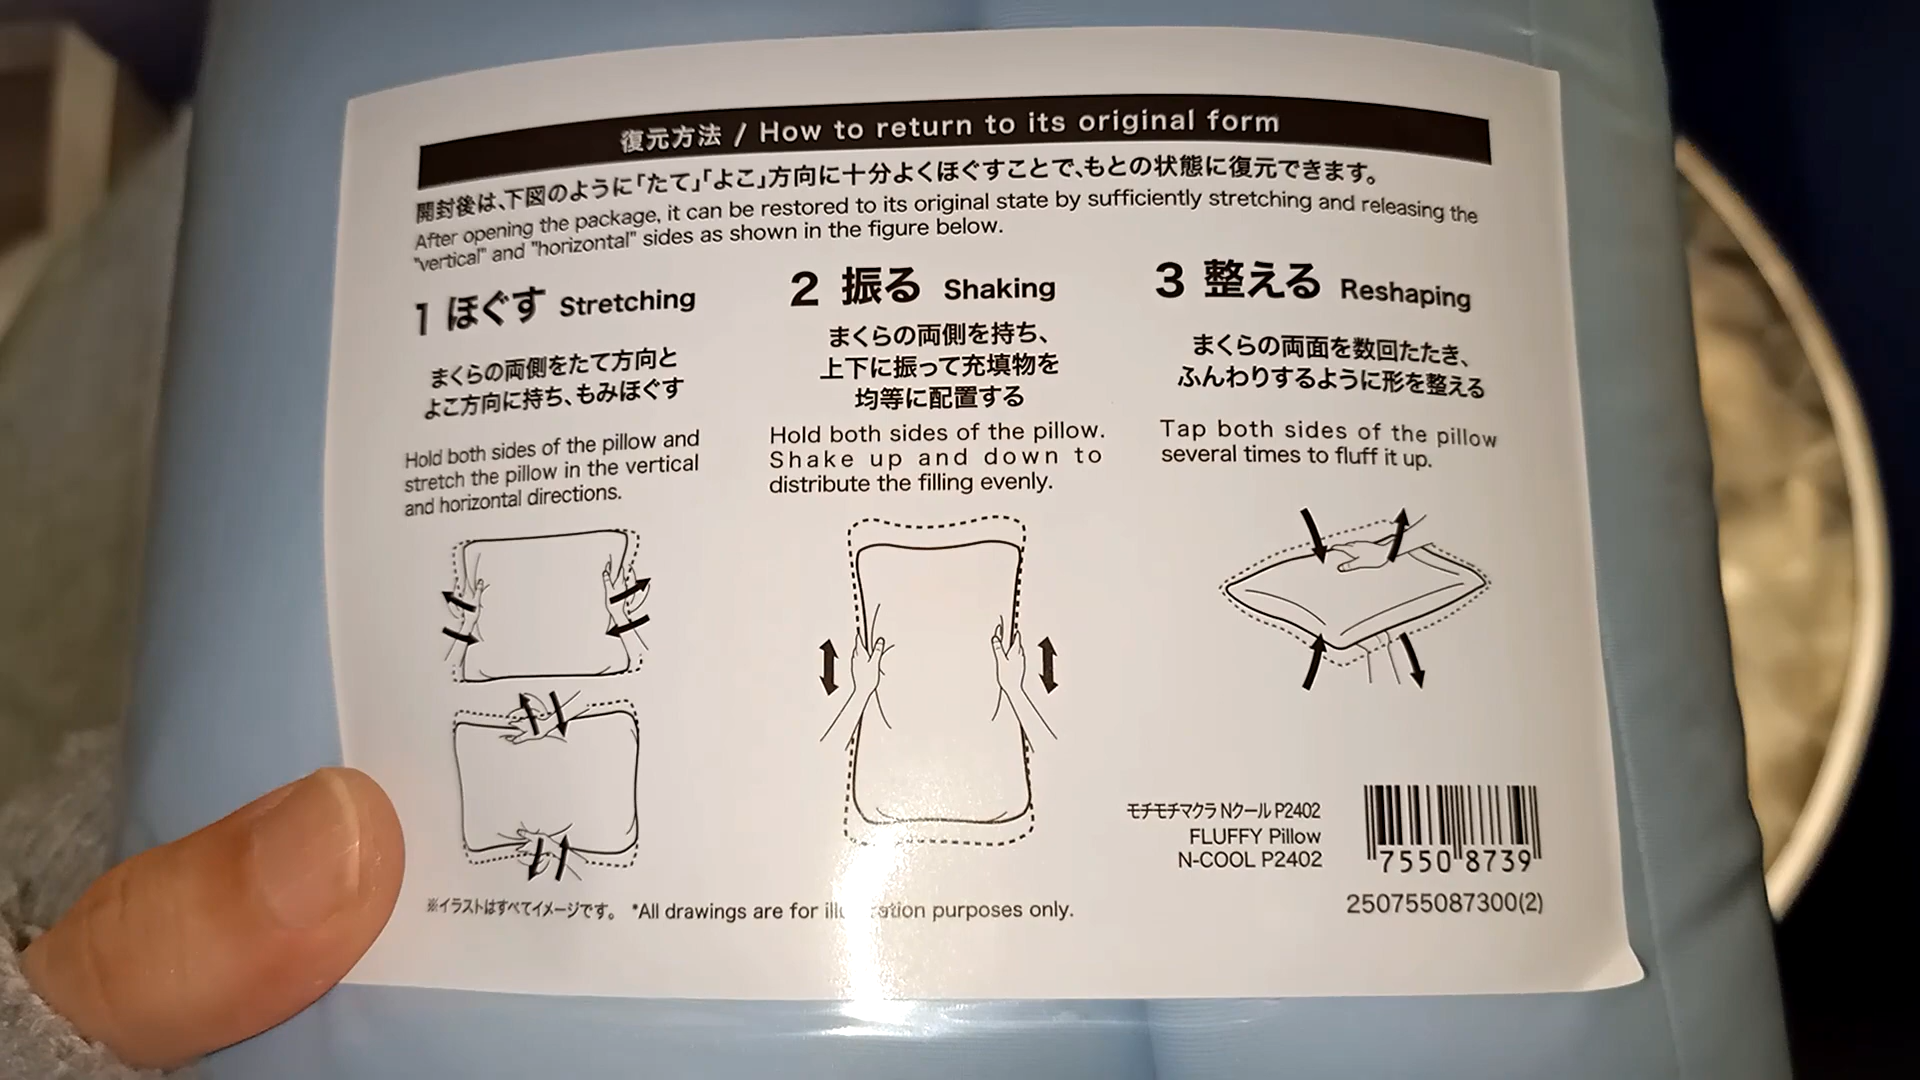 復元方法 / How to return to its original form
開封後は、下図のように「たて」「よこ」方向に十分よくほぐすことで、もとの状態に復元できます。
After opening the package, it can be restored to its original state by sufficiently stretching and releasing the
"vertical" and "horizontal" sides as shown in the figure below.
1 ほぐす Stretching
まくらの両側をたて方向と
よこ方向に持ち、もみほぐす
Hold both sides of the pillow and
stretch the pillow in the vertical
and horizontal directions.
2 振る Shaking
まくらの両側を持ち、
上下に振って充填物を
均等に配置する
Hold both sides of the pillow.
Shake up and down to
distribute the filling evenly.
3 整える Reshaping
まくらの両面を数回たたき、
ふんわりするように形を整える
Tap both sides of the pillow
several times to fluff it up.
モチモチマクラ Nクール P2402
FLUFFY Pillow
N-COOL P2402
7550 8739
250755087300(2)
※イラストはすべてイメージです。 *All drawings are for purposes only.